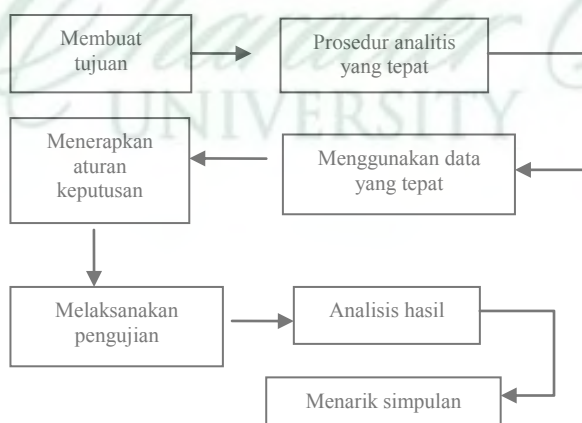 Membuat
tujuan
Prosedur analitis
yang tepat
UNIVERSITY
Menerapkan
aturan
keputusan
Menggunakan data
yang tepat
Melaksanakan
pengujian
Analisis hasil
Menarik simpulan